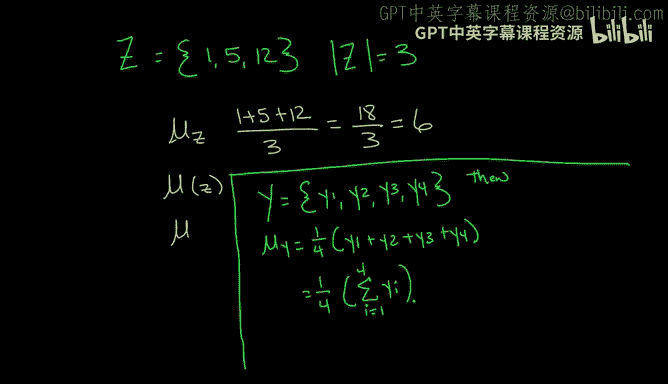 GPT中英字幕课程资源@bilibili.com
GPT中英字幕课程资源 bilibili
Z = {1, 5, 12} |Z| = 3
μ_Z (1+5+12)/3 = 18/3 = 6
μ(z)
μ
Y = {y1, y2, y3, y4} then
μ_Y = 1/4 (y1 + y2 + y3 + y4)
= 1/4 (∑_{i=1}^{4} yi).